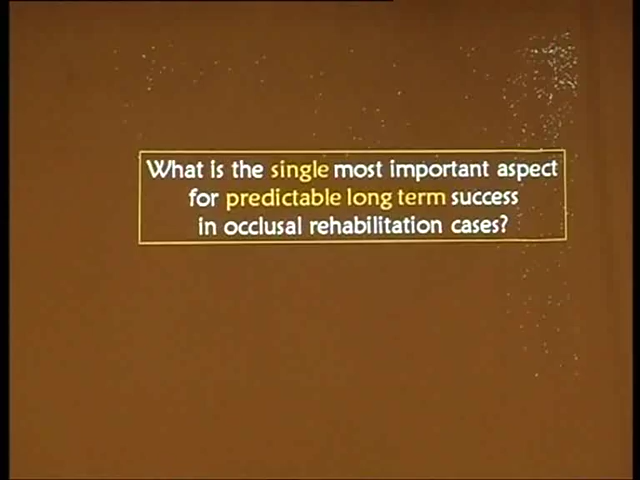 What is the single most important aspect
for predictable long term success
in occlusal rehabilitation cases?